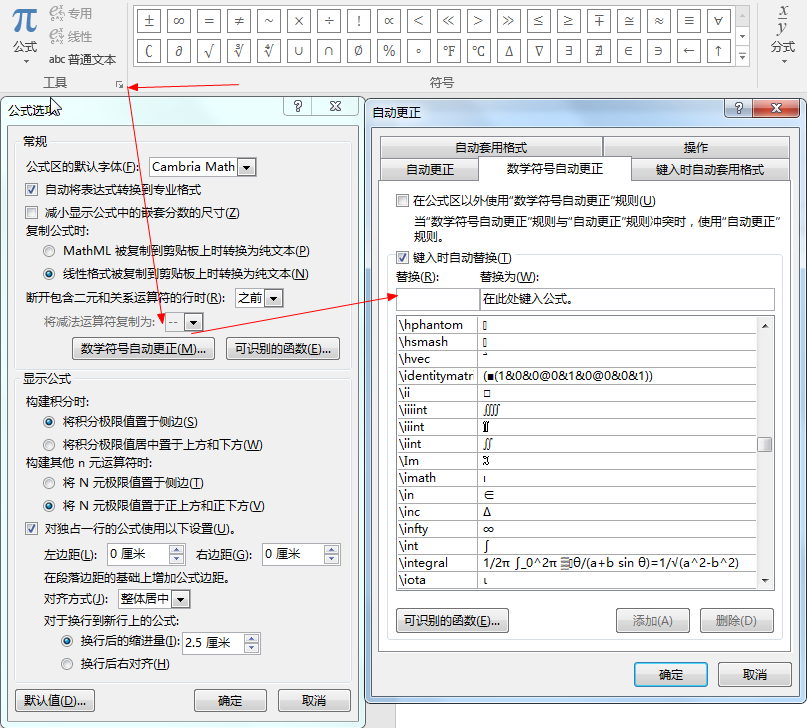 π 专用
线性
公式
abc 普通文本
工具
± ∞ = ≠ ~ × ÷ ! ∝ < ≪ > ≫ ≤ ≥ ∓ ≅ ≈ ≡ ∀
∁ ∂ √ ∛ ∜ ∪ ∩ ∅ % ° °F °C ∆ ∇ ∃ ∄ ∈ ∋ ← ↑
符号
x/y
分式
公式选项
常规
公式区的默认字体(F): Cambria Math
自动将表达式转换到专业格式
减小显示公式中的嵌套分数的尺寸(Z)
复制公式时:
MathML 被复制到剪贴板上时转换为纯文本(P)
线性格式被复制到剪贴板上时转换为纯文本(N)
断开包含二元和关系运算符的行时(R): 之前
将减法运算符复制为: --
数学符号自动更正(M)... 可识别的函数(E)...
显示公式
构建积分时:
将积分极限值置于侧边(S)
将积分极限值居中置于上方和下方(W)
构建其他 n 元运算符时:
将 N 元极限值置于侧边(T)
将 N 元极限值置于正上方和正下方(V)
对独占一行的公式使用以下设置(U)。
左边距(L): 0 厘米 右边距(G): 0 厘米
在段落边距的基础上增加公式边距。
对齐方式(J): 整体居中
对于换行到新行上的公式:
换行后的缩进量(I): 2.5 厘米
换行后右对齐(H)
默认值(D)... 确定 取消
自动更正
自动套用格式 操作
自动更正 数学符号自动更正 键入时自动套用格式
在公式区以外使用“数学符号自动更正”规则(U)
当“数学符号自动更正”规则与“自动更正”规则冲突时，使用“自动更正”
规则。
键入时自动替换(T)
替换(R): 替换为(W):
在此处键入公式。
\hphantom
\hsmash
\hvec
\identitymatri (■(1&0&0@0&1&0@0&0&1))
\ii
\iiiint ⨌
\iiint ∭
\iint ∬
\Im ℑ
\imath ı
\in ∈
\inc ∆
\infty ∞
\int ∫
\integral 1/2π ∫_0^2π ▒θ/(a+b sin θ)=1/√(a^2-b^2)
\iota ι
可识别的函数(E)... 添加(A) 删除(D)
确定 取消